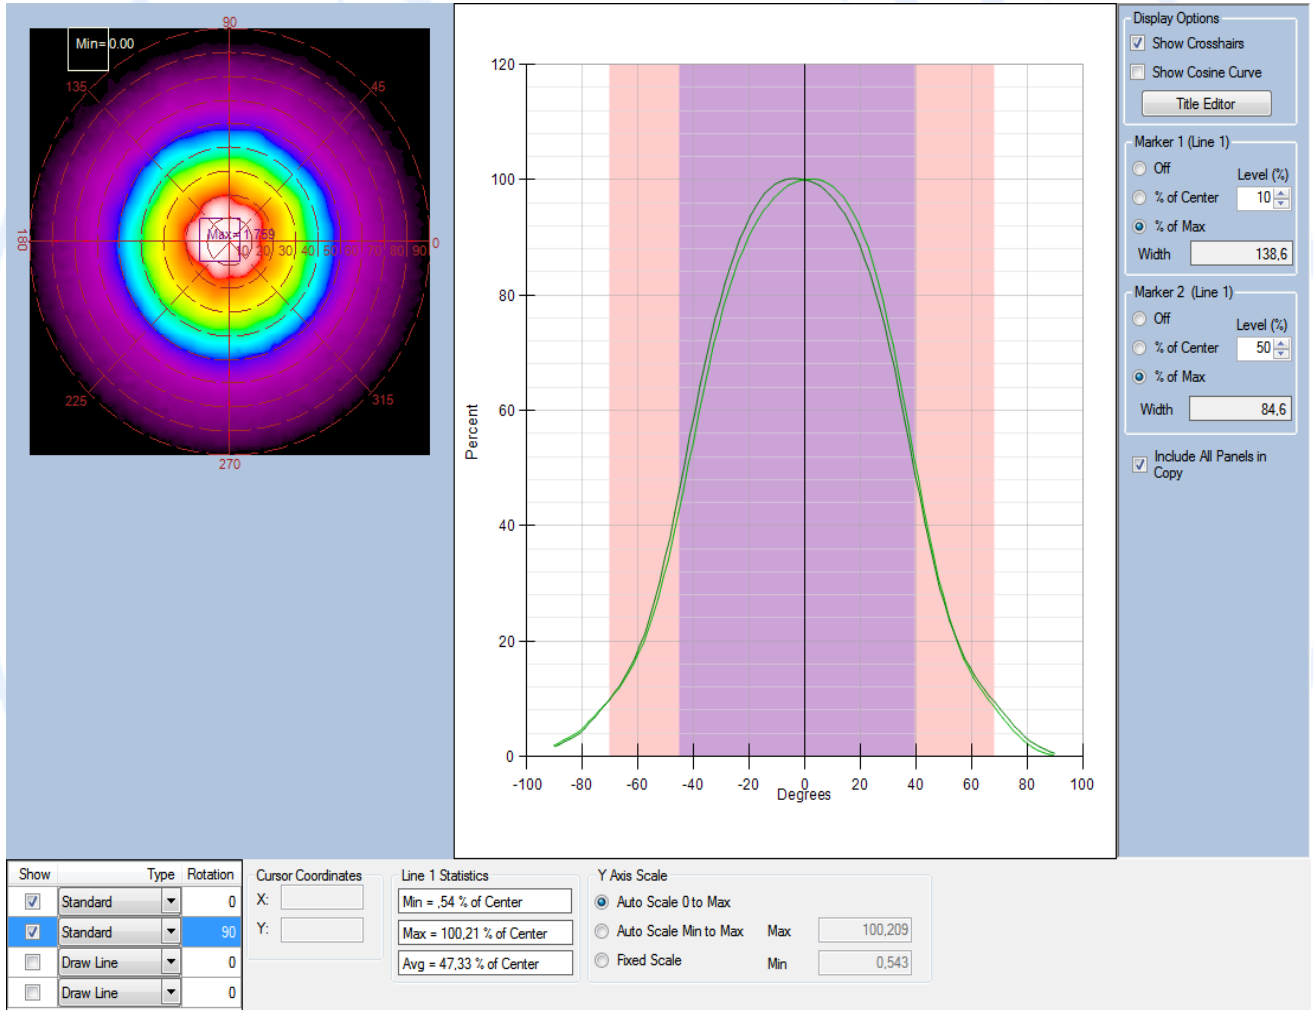 90
Min= 0.00
135
45
180
Max= 1,759
0
10 20 30 40 50 60 70 80 90
225
315
270
120
100
80
60
40
20
0
Percent
-100 -80 -60 -40 -20 0 20 40 60 80 100
Degrees
Display Options
Show Crosshairs
Show Cosine Curve
Title Editor
Marker 1 (Line 1)
Off
Level (%)
% of Center 10
% of Max
Width 138,6
Marker 2 (Line 1)
Off
Level (%)
% of Center 50
% of Max
Width 84,6
Include All Panels in
Copy
Show Type Rotation
Standard 0
Standard 90
Draw Line 0
Draw Line 0
Cursor Coordinates
X:
Y:
Line 1 Statistics
Min = ,54 % of Center
Max = 100,21 % of Center
Avg = 47,33 % of Center
Y Axis Scale
Auto Scale 0 to Max
Auto Scale Min to Max Max 100,209
Fixed Scale Min 0,543